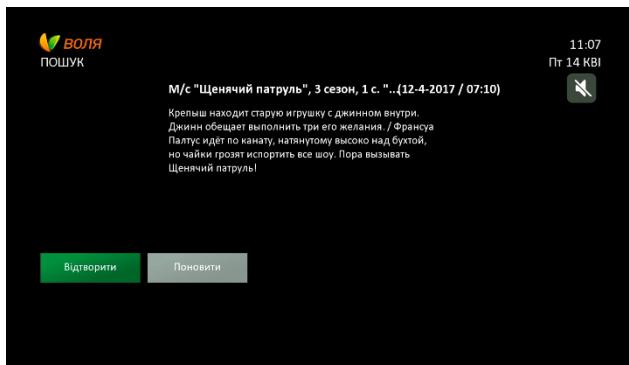 воля
ПОШУК
11:07
Пт 14 КВІ
М/с "Щенячий патруль", 3 сезон, 1 с. "...(12-4-2017 / 07:10)
Крепыш находит старую игрушку с джинном внутри.
Джинн обещает выполнить три его желания. / Франсуа
Палтус идёт по канату, натянутому высоко над бухтой,
но чайки грозят испортить все шоу. Пора вызывать
Щенячий патруль!
Відтворити
Поновити